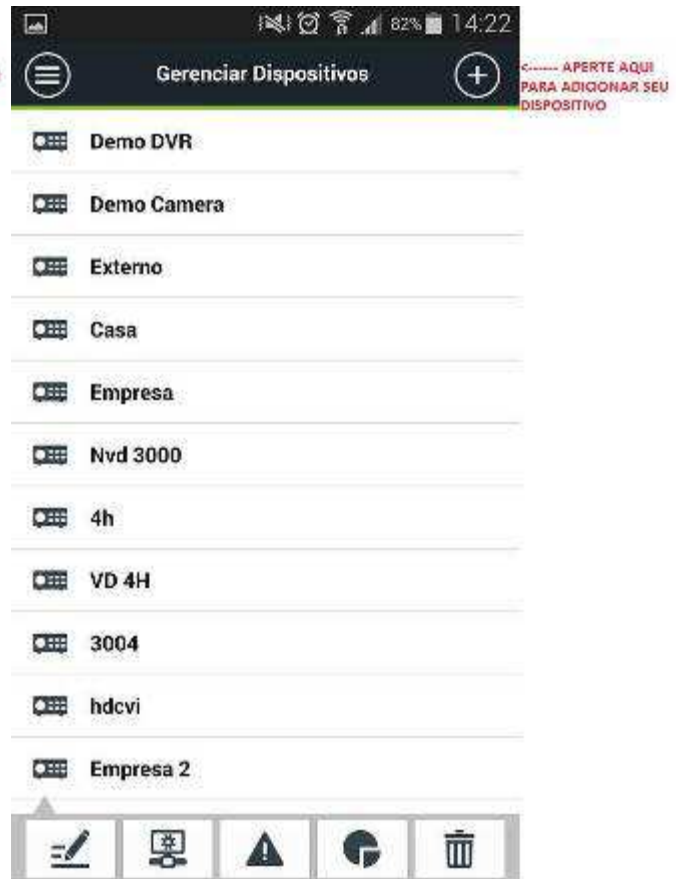 82% 14:22
Gerenciar Dispositivos
<------ APERTE AQUI
PARA ADICIONAR SEU
DISPOSITIVO
Demo DVR
Demo Camera
Externo
Casa
Empresa
Nvd 3000
4h
VD 4H
3004
hdcvi
Empresa 2